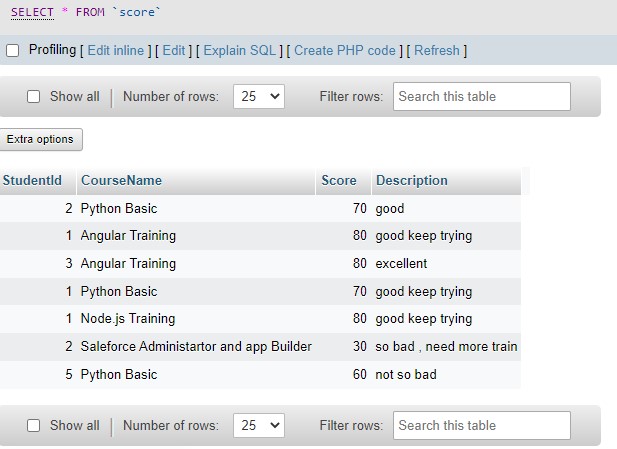 SELECT * FROM `score`
Profiling [ Edit inline ] [ Edit ] [ Explain SQL ] [ Create PHP code ] [ Refresh ]
Show all | Number of rows: 25 Filter rows: Search this table
Extra options
StudentId CourseName Score Description
2 Python Basic 70 good
1 Angular Training 80 good keep trying
3 Angular Training 80 excellent
1 Python Basic 70 good keep trying
1 Node.js Training 80 good keep trying
2 Saleforce Administartor and app Builder 30 so bad , need more train
5 Python Basic 60 not so bad
Show all | Number of rows: 25 Filter rows: Search this table